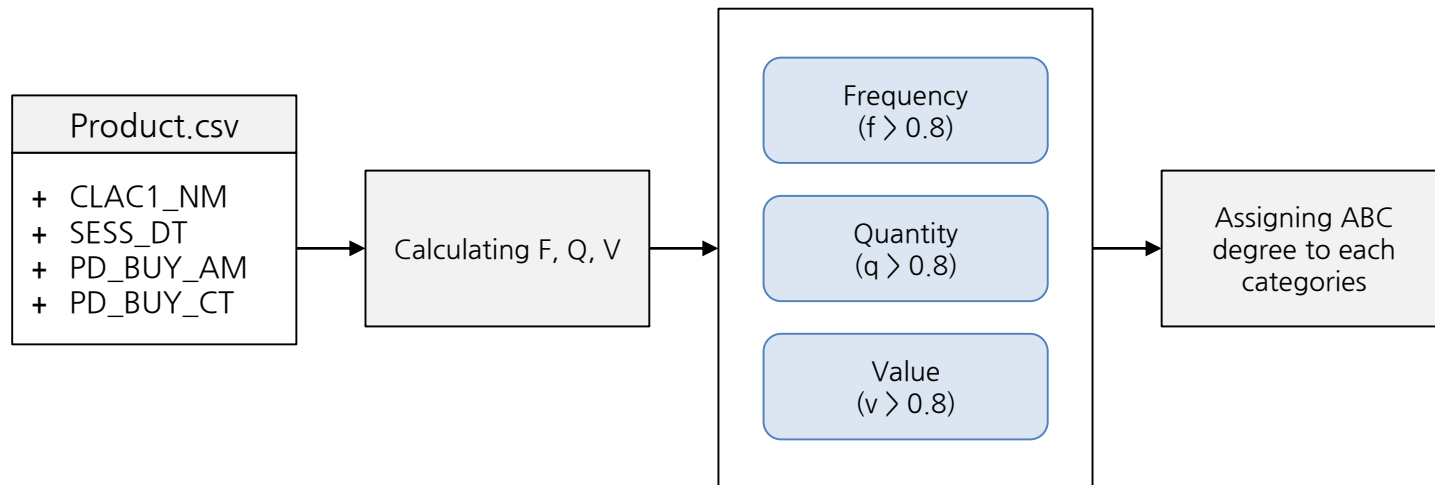 Product.csv
+ CLAC1_NM
+ SESS_DT
+ PD_BUY_AM
+ PD_BUY_CT
Calculating F, Q, V
Frequency
(f > 0.8)
Quantity
(q > 0.8)
Value
(v > 0.8)
Assigning ABC
degree to each
categories